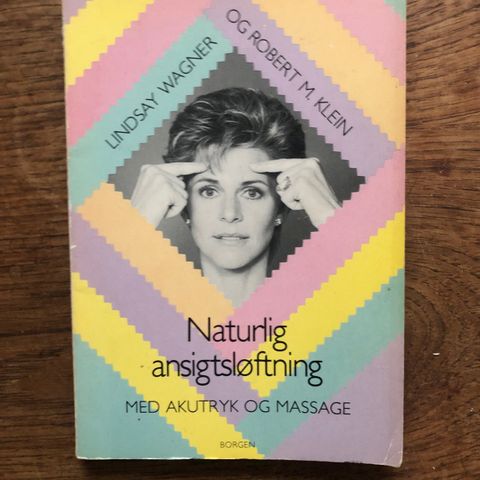 LINDSAY WAGNER
OG ROBERT M. KLEIN
Naturlig
ansigtsløftning
MED AKUTRYK OG MASSAGE
BORGEN